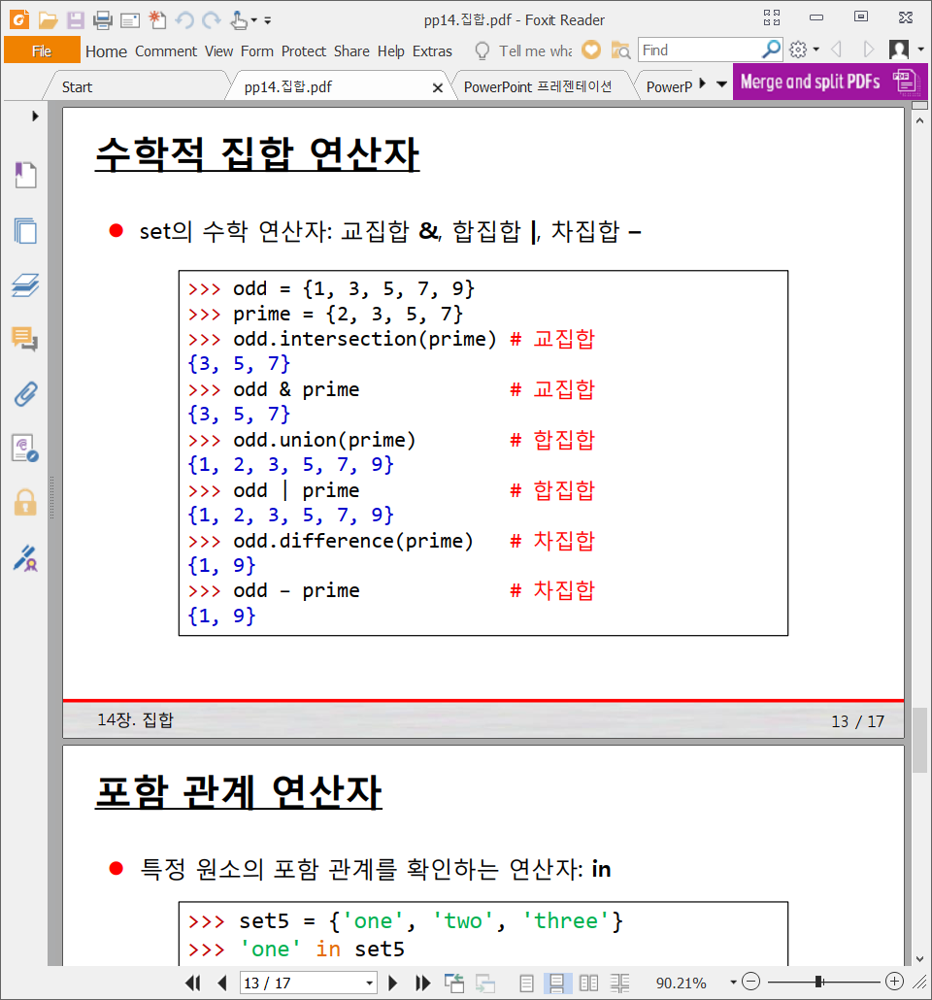 pp14.집합.pdf - Foxit Reader
File Home Comment View Form Protect Share Help Extras Tell me wha Find
Start pp14.집합.pdf PowerPoint 프레젠테이션 PowerP Merge and split PDFs
수학적 집합 연산자
● set의 수학 연산자: 교집합 &, 합집합 |, 차집합 –
>>> odd = {1, 3, 5, 7, 9}
>>> prime = {2, 3, 5, 7}
>>> odd.intersection(prime) # 교집합
{3, 5, 7}
>>> odd & prime # 교집합
{3, 5, 7}
>>> odd.union(prime) # 합집합
{1, 2, 3, 5, 7, 9}
>>> odd | prime # 합집합
{1, 2, 3, 5, 7, 9}
>>> odd.difference(prime) # 차집합
{1, 9}
>>> odd – prime # 차집합
{1, 9}
14장. 집합 13 / 17
포함 관계 연산자
● 특정 원소의 포함 관계를 확인하는 연산자: in
>>> set5 = {'one', 'two', 'three'}
>>> 'one' in set5
13 / 17 90.21%